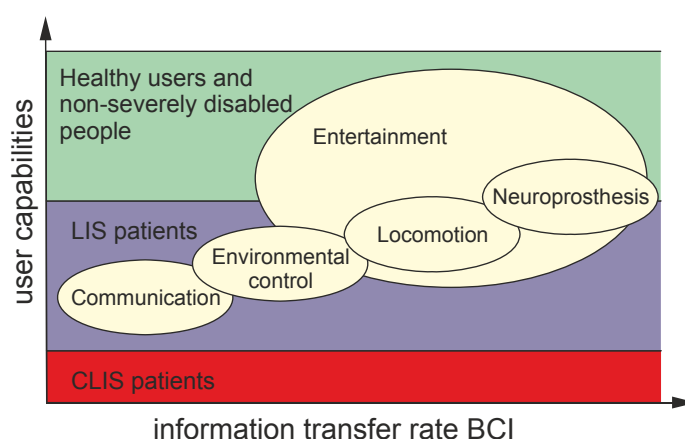 Healthy users and
non-severely disabled
people
Entertainment
Neuroprosthesis
LIS patients
Locomotion
Environmental
control
Communication
CLIS patients
user capabilities
information transfer rate BCI